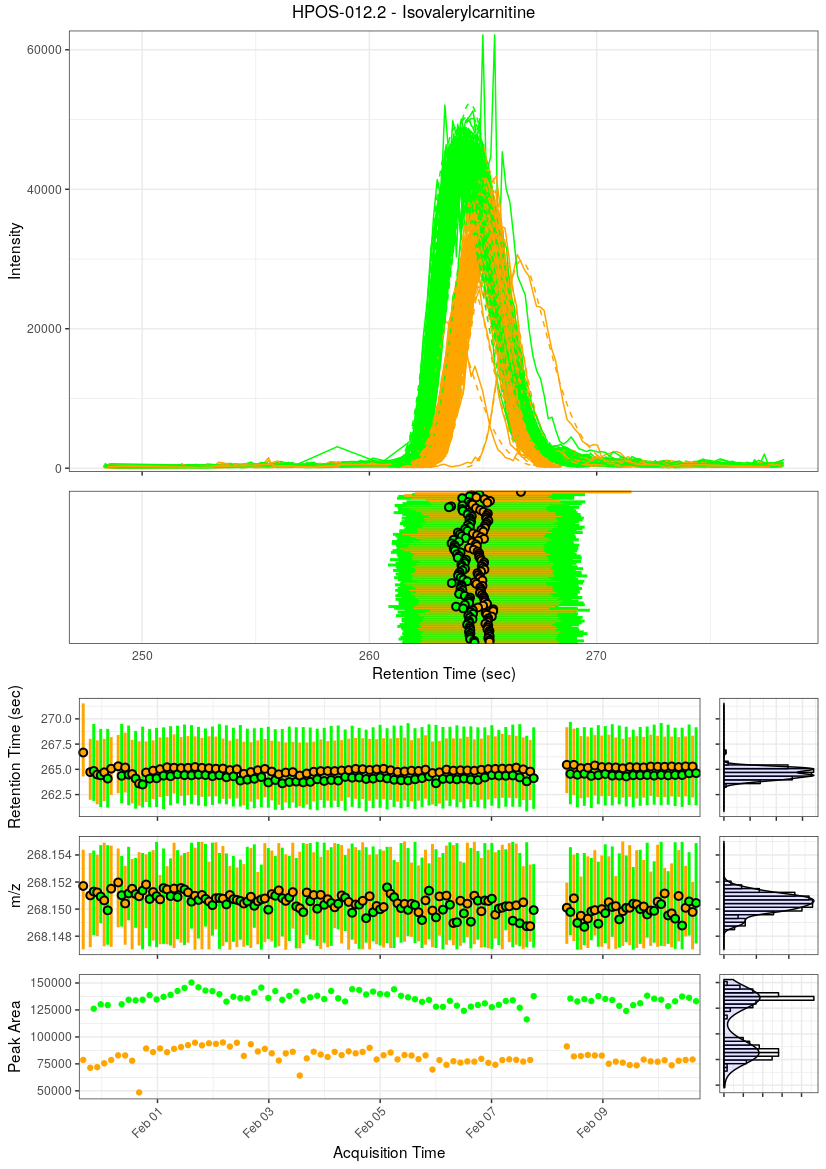 HPOS-012.2 - Isovalerylcarnitine
60000
40000
20000
0
Intensity
250
260
270
Retention Time (sec)
270.0
267.5
265.0
262.5
Retention Time (sec)
268.154
268.152
268.150
268.148
m/z
150000
125000
100000
75000
50000
Peak Area
Feb 01
Feb 03
Feb 05
Feb 07
Feb 09
Acquisition Time